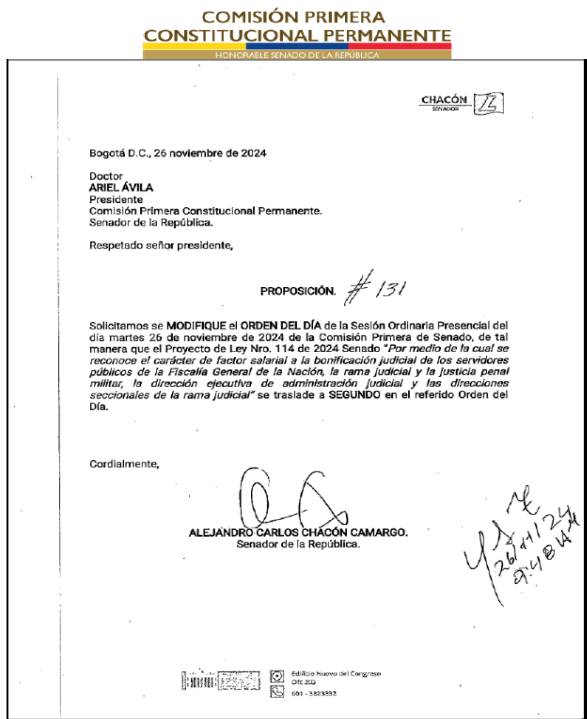 COMISIÓN PRIMERA
CONSTITUCIONAL PERMANENTE
HONORABLE SENADO DE LA REPÚBLICA
CHACÓN
SENADOR
Bogotá D.C., 26 noviembre de 2024
Doctor
ARIEL ÁVILA
Presidente
Comisión Primera Constitucional Permanente.
Senador de la República.
Respetado señor presidente,
PROPOSICIÓN. # 131
Solicitamos se MODIFIQUE el ORDEN DEL DÍA de la Sesión Ordinaria Presencial del
día martes 26 de noviembre de 2024 de la Comisión Primera de Senado, de tal
manera que el Proyecto de Ley Nro. 114 de 2024 Senado "Por medio de la cual se
reconoce el carácter de factor salarial a la bonificación judicial de los servidores
públicos de la Fiscalía General de la Nación, la rama judicial y la justicia penal
militar, la dirección ejecutiva de administración judicial y las direcciones
seccionales de la rama judicial" se traslade a SEGUNDO en el referido Orden del
Día.
Cordialmente,
ALEJANDRO CARLOS CHACÓN CAMARGO.
Senador de la República.
26/11/24
9:48 AM
Edificio Nuevo del Congreso
601 - 3823332